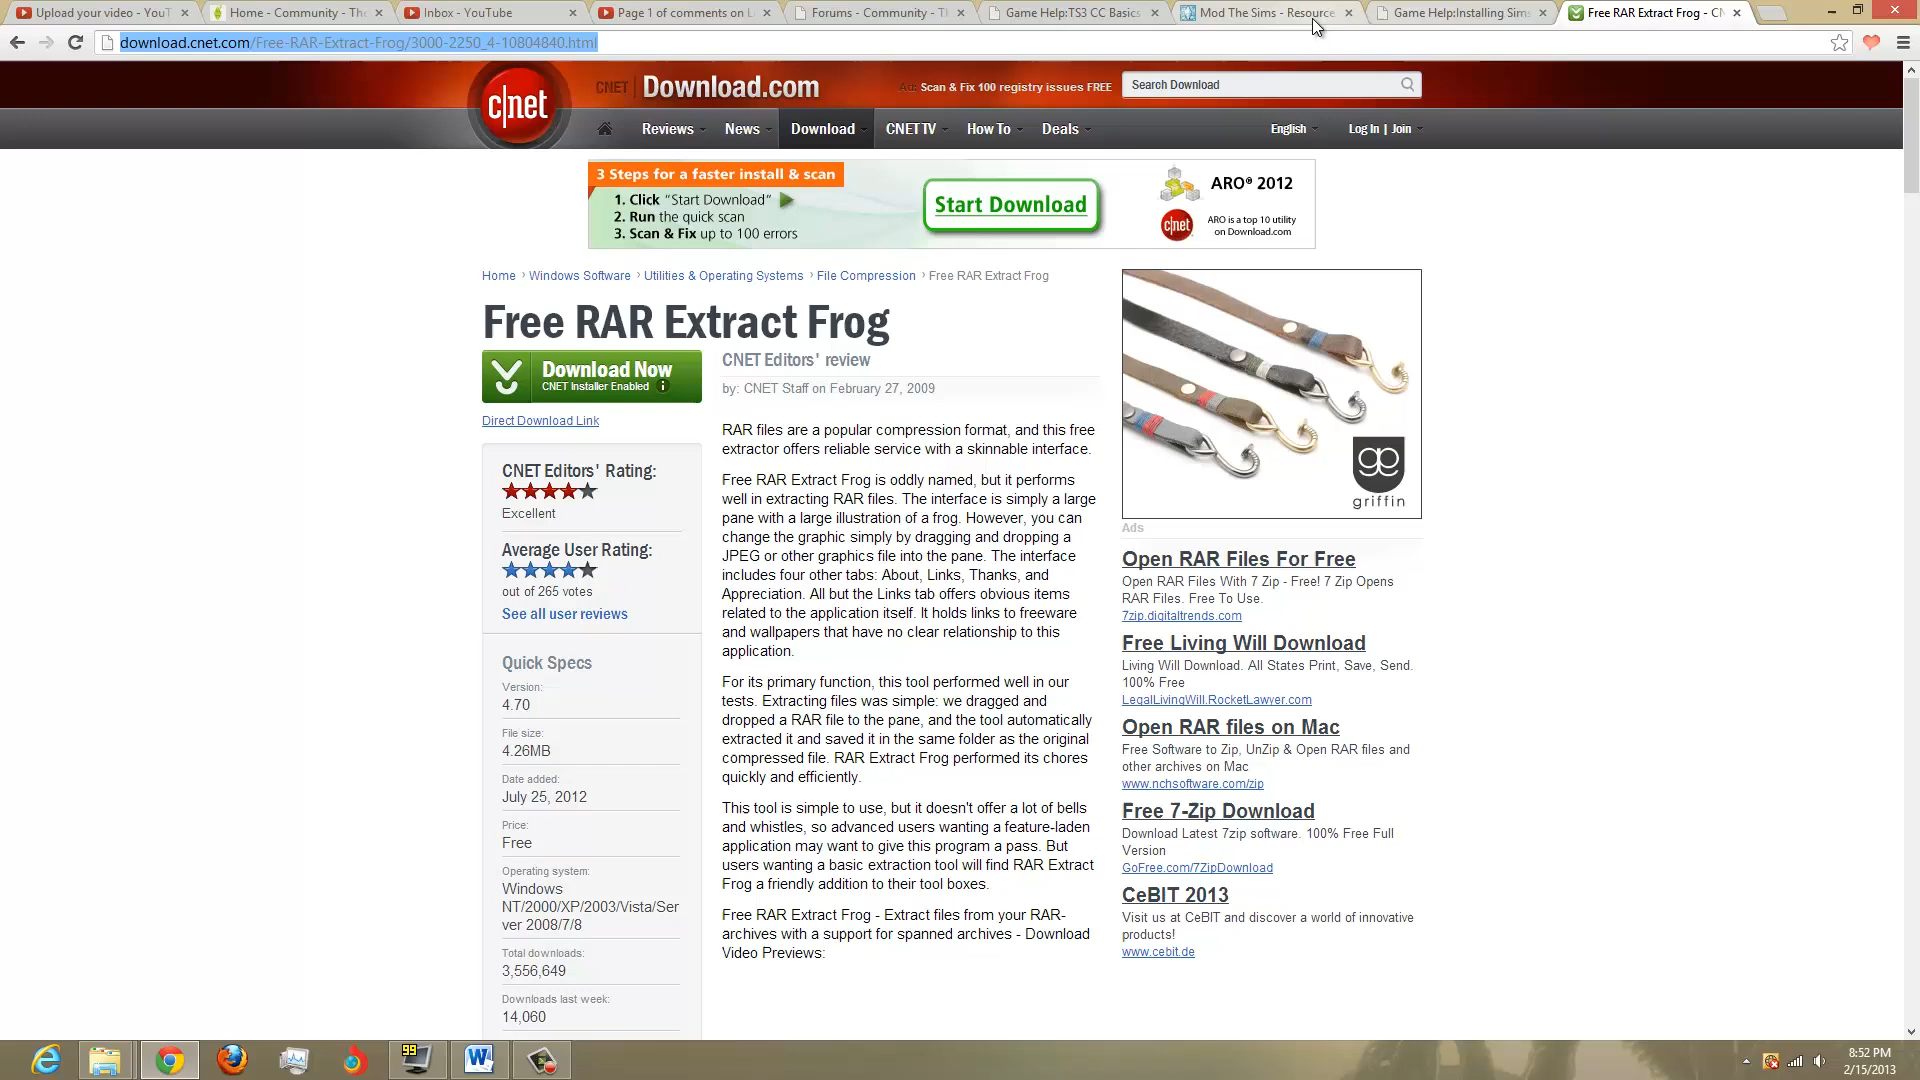 Upload your video - YouT
Home - Community - The
Inbox - YouTube
Page 1 of comments on L
Forums - Community - Th
Game Help:TS3 CC Basics
Mod The Sims - Resource
Game Help:Installing Sims
Free RAR Extract Frog - CN
download.cnet.com/Free-RAR-Extract-Frog/3000-2250_4-10804840.html
c|net
CNET Download.com
Ad: Scan & Fix 100 registry issues FREE
Search Download
Reviews
News
Download
CNET TV
How To
Deals
English
Log In | Join
3 Steps for a faster install & scan
1. Click "Start Download"
2. Run the quick scan
3. Scan & Fix up to 100 errors
Start Download
ARO® 2012
c|net
ARO is a top 10 utility
on Download.com
Home › Windows Software › Utilities & Operating Systems › File Compression › Free RAR Extract Frog
Free RAR Extract Frog
Download Now
CNET Installer Enabled i
Direct Download Link
CNET Editors' Rating:
Excellent
Average User Rating:
out of 265 votes
See all user reviews
Quick Specs
Version:
4.70
File size:
4.26MB
Date added:
July 25, 2012
Price:
Free
Operating system:
Windows
NT/2000/XP/2003/Vista/Ser
ver 2008/7/8
Total downloads:
3,556,649
Downloads last week:
14,060
CNET Editors' review
by: CNET Staff on February 27, 2009
RAR files are a popular compression format, and this free
extractor offers reliable service with a skinnable interface.
Free RAR Extract Frog is oddly named, but it performs
well in extracting RAR files. The interface is simply a large
pane with a large illustration of a frog. However, you can
change the graphic simply by dragging and dropping a
JPEG or other graphics file into the pane. The interface
includes four other tabs: About, Links, Thanks, and
Appreciation. All but the Links tab offers obvious items
related to the application itself. It holds links to freeware
and wallpapers that have no clear relationship to this
application.
For its primary function, this tool performed well in our
tests. Extracting files was simple: we dragged and
dropped a RAR file to the pane, and the tool automatically
extracted it and saved it in the same folder as the original
compressed file. RAR Extract Frog performed its chores
quickly and efficiently.
This tool is simple to use, but it doesn't offer a lot of bells
and whistles, so advanced users wanting a feature-laden
application may want to give this program a pass. But
users wanting a basic extraction tool will find RAR Extract
Frog a friendly addition to their tool boxes.
Free RAR Extract Frog - Extract files from your RAR-
archives with a support for spanned archives - Download
Video Previews:
griffin
Ads
Open RAR Files For Free
Open RAR Files With 7 Zip - Free! 7 Zip Opens
RAR Files. Free To Use.
7zip.digitaltrends.com
Free Living Will Download
Living Will Download. All States Print, Save, Send.
100% Free
LegalLivingWill.RocketLawyer.com
Open RAR files on Mac
Free Software to Zip, UnZip & Open RAR files and
other archives on Mac
www.nchsoftware.com/zip
Free 7-Zip Download
Download Latest 7zip software. 100% Free Full
Version
GoFree.com/7ZipDownload
CeBIT 2013
Visit us at CeBIT and discover a world of innovative
products!
www.cebit.de
99
8:52 PM
2/15/2013